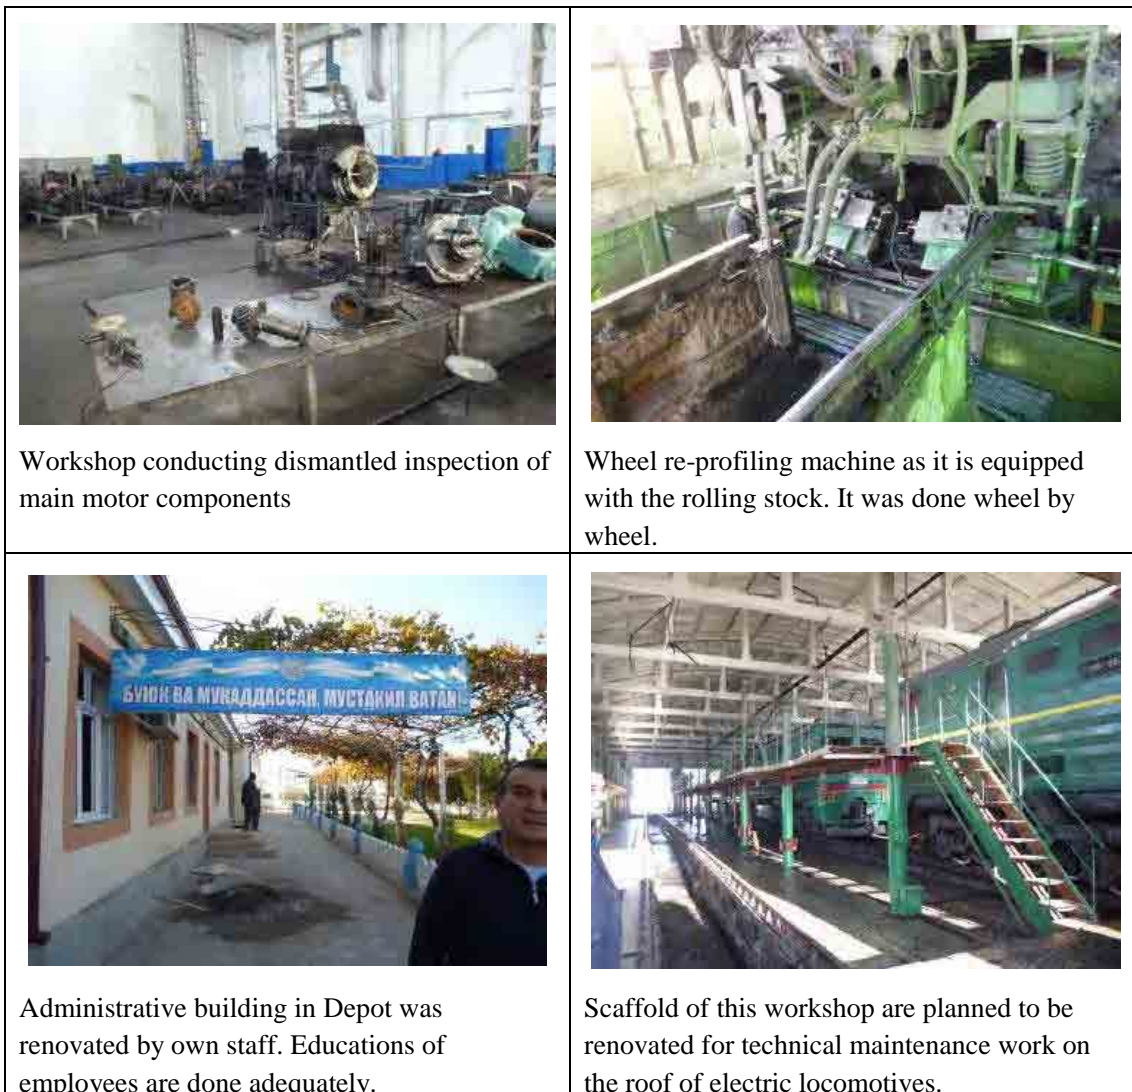 Workshop conducting dismantled inspection of
main motor components
Wheel re-profiling machine as it is equipped
with the rolling stock. It was done wheel by
wheel.
БУЮК ВА МУКАДДАССАН, МУСТАКИЛ ВАТАН!
Administrative building in Depot was
renovated by own staff. Educations of
employees are done adequately.
Scaffold of this workshop are planned to be
renovated for technical maintenance work on
the roof of electric locomotives.